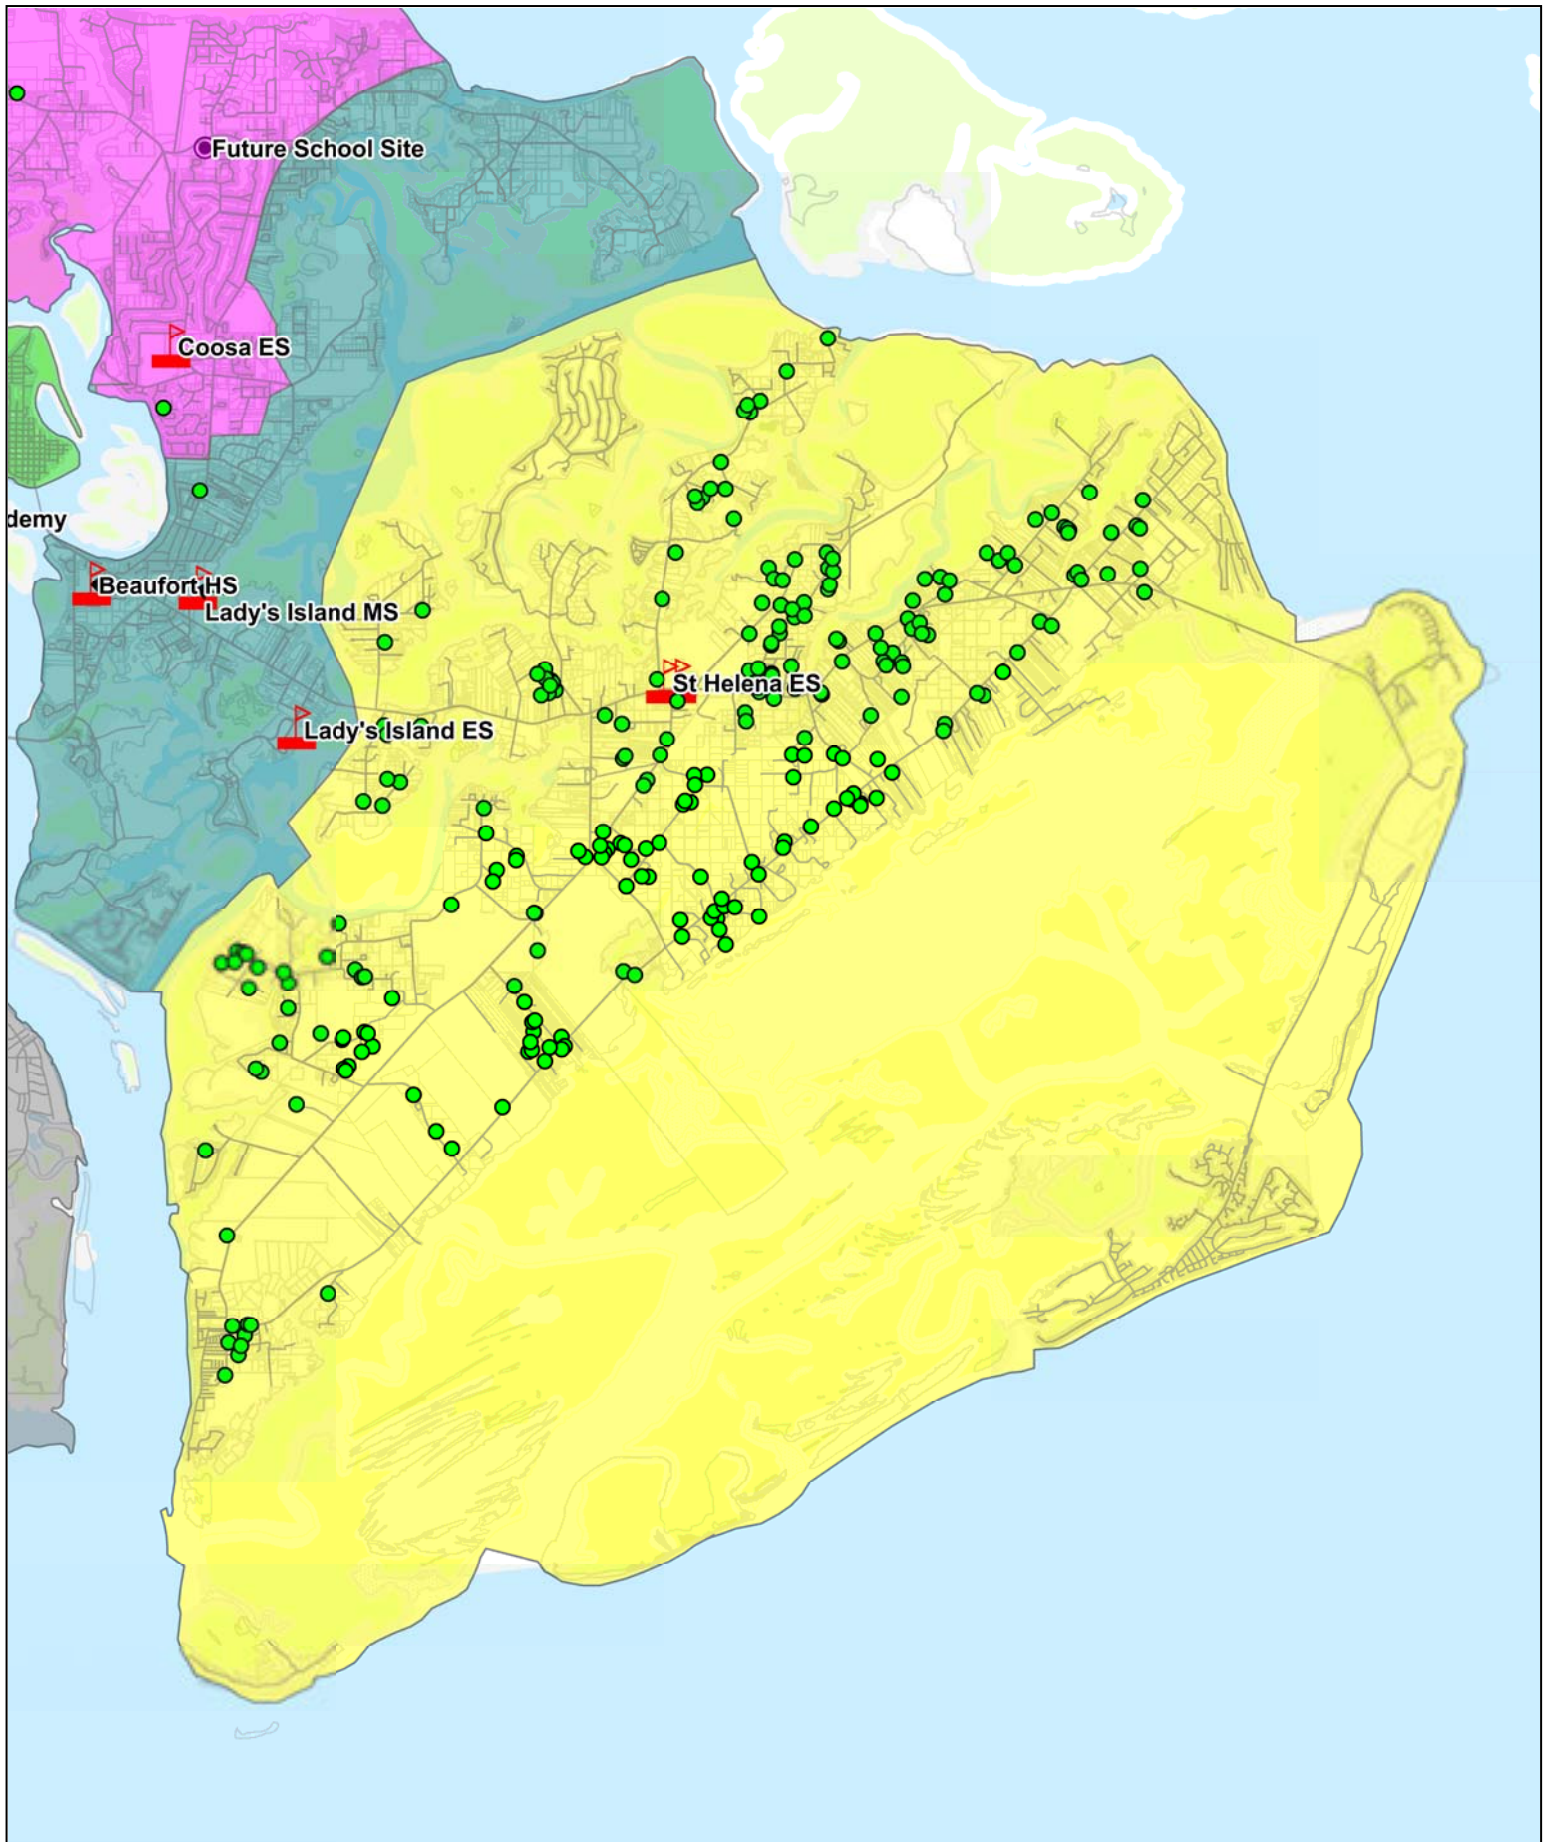 Future School Site
Coosa ES
demy
Beaufort HS
Lady's Island MS
St Helena ES
Lady's Island ES